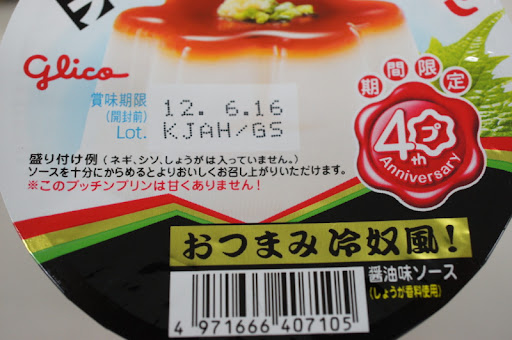 glico
期間限定
賞味期限
(開封前)
Lot.
12. 6.16
KJAH/GS
40
プ
th
Anniversary
盛り付け例(ネギ、シソ、しょうがは入っていません。)
ソースを十分にからめるとよりおいしくお召し上がりいただけます。
※このプッチンプリンは甘くありません!
おつまみ冷奴風!
醤油味ソース
(しょうが香料使用)
4 971666 407105